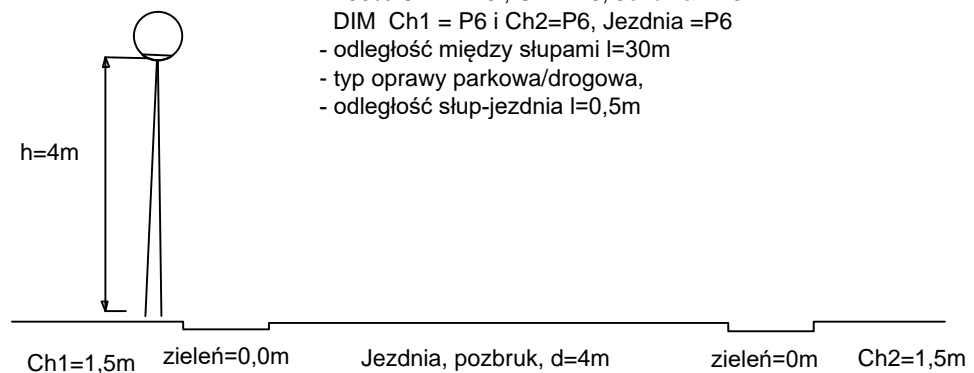 DIM Ch1 = P6 i Ch2=P6, Jezdnia =P6
- odległość między słupami l=30m
- typ oprawy parkowa/drogowa,
- odległość słup-jezdnia l=0,5m
h=4m
Ch1=1,5m zieleń=0,0m Jezdnia, pozbruk, d=4m zieleń=0m Ch2=1,5m